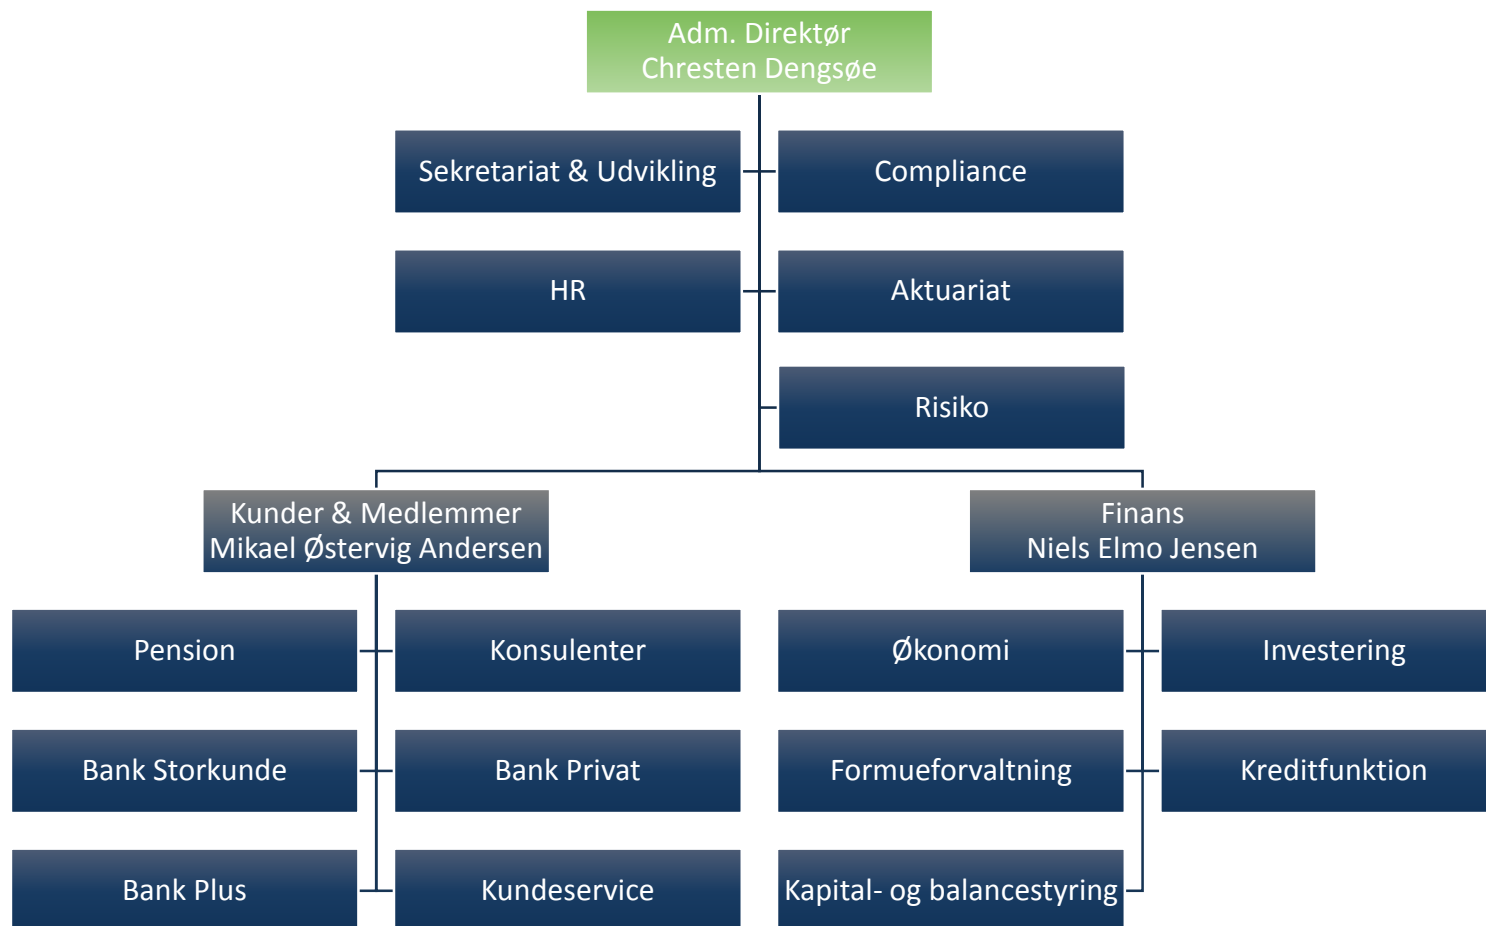 Adm. Direktør
Chresten Dengsøe
Sekretariat & Udvikling
Compliance
HR
Aktuariat
Risiko
Kunder & Medlemmer
Mikael Østervig Andersen
Finans
Niels Elmo Jensen
Pension
Konsulenter
Økonomi
Investering
Bank Storkunde
Bank Privat
Formueforvaltning
Kreditfunktion
Bank Plus
Kundeservice
Kapital- og balancestyring